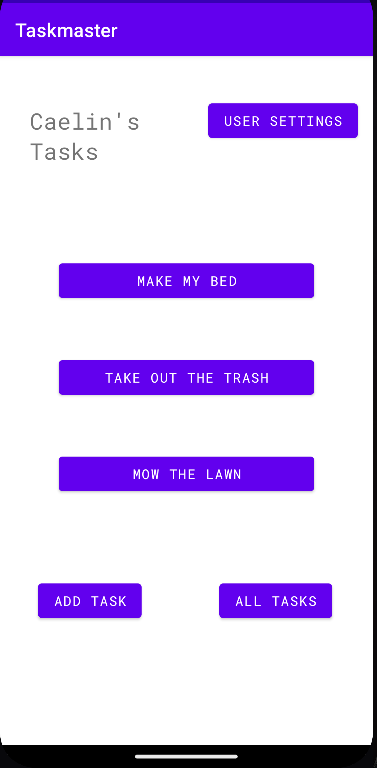 Taskmaster
Caelin's
Tasks
USER SETTINGS
MAKE MY BED
TAKE OUT THE TRASH
MOW THE LAWN
ADD TASK
ALL TASKS